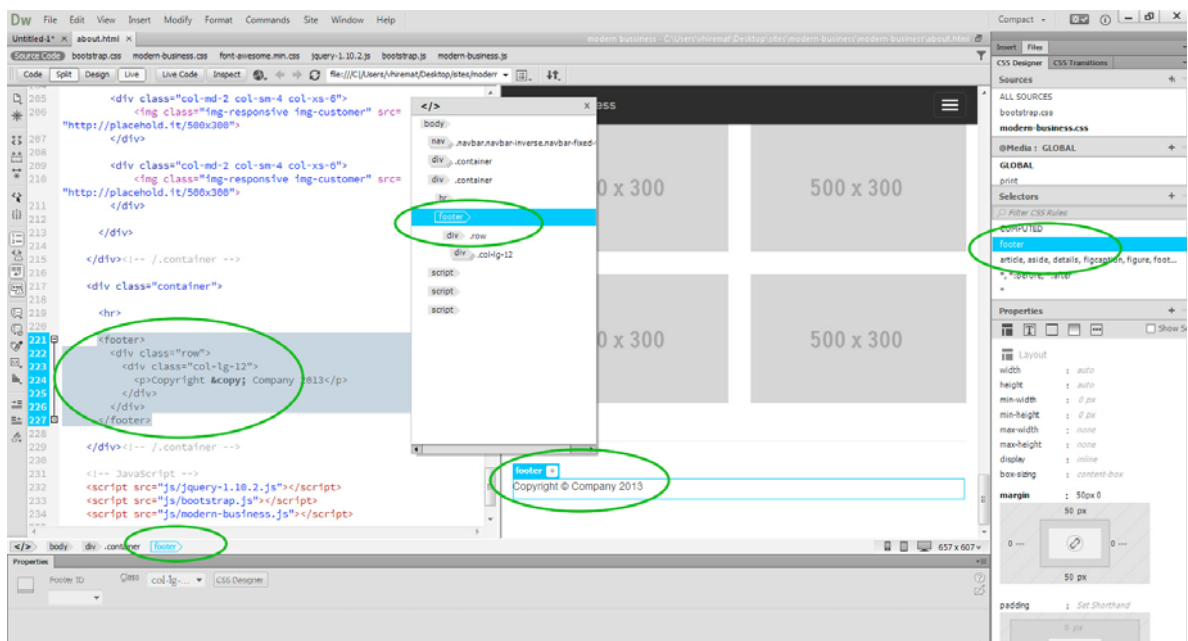 Dw File Edit View Insert Modify Format Commands Site Window Help Compact
Untitled-1* x about.html x modern bussiness - C:\Users\vhiremat\Desktop\sites\modern-business\modern-business\about.html
Source Code bootstrap.css modern-business.css font-awesome.min.css jquery-1.10.2.js bootstrap.js modern-business.js
Code Split Design Live Live Code Inspect file:///C|/Users/vhiremat/Desktop/sites/moderr
205 <div class="col-md-2 col-sm-4 col-xs-6">
206 <img class="img-responsive img-customer" src=
"http://placehold.it/500x300">
207 </div>
208
209 <div class="col-md-2 col-sm-4 col-xs-6">
210 <img class="img-responsive img-customer" src=
"http://placehold.it/500x300">
211 </div>
212
213 </div>
214
215 </div><!-- /.container -->
216
217 <div class="container">
218
219 <hr>
220
221 <footer>
222 <div class="row">
223 <div class="col-lg-12">
224 <p>Copyright &copy; Company 2013</p>
225 </div>
226 </div>
227 </footer>
228
229 </div><!-- /.container -->
230
231 <!-- JavaScript -->
232 <script src="js/jquery-1.10.2.js"></script>
233 <script src="js/bootstrap.js"></script>
234 <script src="js/modern-business.js"></script>
</> x
body
nav .navbar.navbar-inverse.navbar-fixed-
div .container
div .container
hr
footer
div .row
div .col-lg-12
script
script
script
ess
0 x 300 500 x 300
0 x 300 500 x 300
footer +
Copyright © Company 2013
</> body div .container footer 657 x 607
Properties
Footer ID Class col-lg-... CSS Designer
Insert Files
CSS Designer CSS Transitions
Sources
ALL SOURCES
bootstrap.css
modern-business.css
@Media : GLOBAL
GLOBAL
print
Selectors
Filter CSS Rules
COMPUTED
footer
article, aside, details, figcaption, figure, foot...
*, *:before, *:after
*
Properties
Show S
Layout
width : auto
height : auto
min-width : 0 px
min-height : 0 px
max-width : none
max-height : none
display : inline
box-sizing : content-box
margin : 50px 0
50 px
0 0
50 px
padding : Set Shorthand
0 px